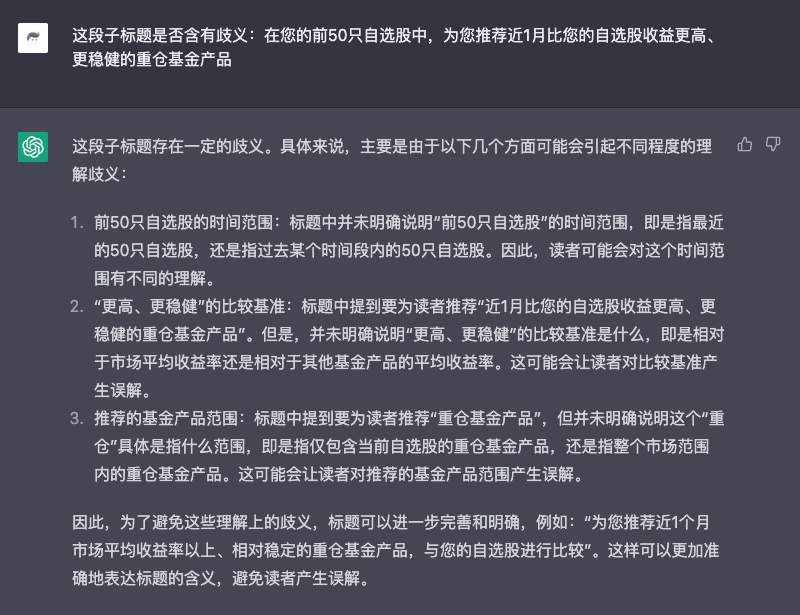 这段子标题是否含有歧义：在您的前50只自选股中，为您推荐近1月比您的自选股收益更高、
更稳健的重仓基金产品
这段子标题存在一定的歧义。具体来说，主要是由于以下几个方面可能会引起不同程度的理
解歧义：
1. 前50只自选股的时间范围：标题中并未明确说明“前50只自选股”的时间范围，即是指最近
的50只自选股，还是指过去某个时间段内的50只自选股。因此，读者可能会对这个时间范
围有不同的理解。
2. “更高、更稳健”的比较基准：标题中提到要为读者推荐“近1月比您的自选股收益更高、更
稳健的重仓基金产品”。但是，并未明确说明“更高、更稳健”的比较基准是什么，即是相对
于市场平均收益率还是相对于其他基金产品的平均收益率。这可能会让读者对比较基准产
生误解。
3. 推荐的基金产品范围：标题中提到要为读者推荐“重仓基金产品”，但并未明确说明这个“重
仓”具体是指什么范围，即是指仅包含当前自选股的重仓基金产品，还是指整个市场范围
内的重仓基金产品。这可能会让读者对推荐的基金产品范围产生误解。
因此，为了避免这些理解上的歧义，标题可以进一步完善和明确，例如：“为您推荐近1个月
市场平均收益率以上、相对稳定的重仓基金产品，与您的自选股进行比较”。这样可以更加准
确地表达标题的含义，避免读者产生误解。